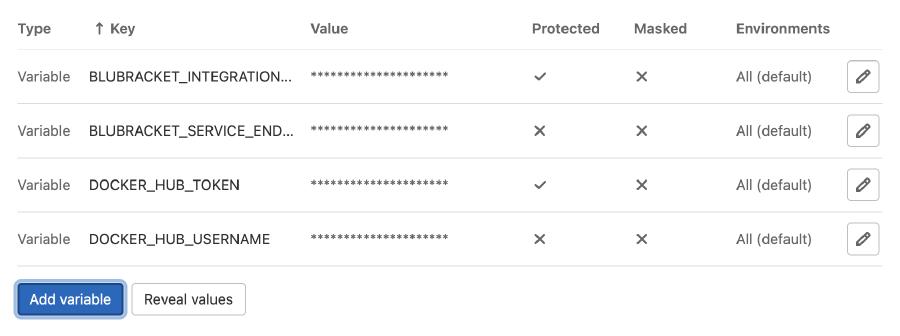 Type ↑ Key Value Protected Masked Environments
Variable BLUBRACKET_INTEGRATION... ********************* ✓ ✕ All (default)
Variable BLUBRACKET_SERVICE_END... ********************* ✕ ✕ All (default)
Variable DOCKER_HUB_TOKEN ********************* ✓ ✕ All (default)
Variable DOCKER_HUB_USERNAME ********************* ✕ ✕ All (default)
Add variable Reveal values